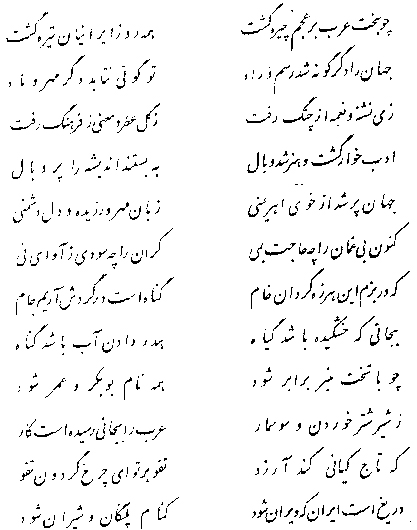 چو بخت عرب بر عجم چیره گشت همه روز ایرانیان تیره گشت
جهان را دگرگونه شد رسم و راه تو گوئی نتابد دگر مهر و ماه
ز می نشئه و نغمه از چنگ رفت ز گل عطر و معنی ز فرهنگ رفت
ادب خوار گشت و هنر شد وبال به بستند اندیشه را پر و بال
جهان پر شد از خوی اهریمنی زبان مهر ورزیده و دل دشمنی
کنون بی غمان را چه حاجت بمی کران را چه سودی ز آوای نی
که در بزم این هرزه گردان خام گناه است در گردش آریم جام
بجائی که خشکیده باشد گیاه هدر دادن آب باشد گناه
چو با تخت منبر برابر شود همه نام بوبکر و عمر شود
ز شیر شتر خوردن و سوسمار عرب را بجائی رسیده است کار
که تاج کیانی کند آرزو تفو بر تو ای چرخ گردون تفو
دریغ است ایران که ویران شود کنام پلنگان و شیران شود